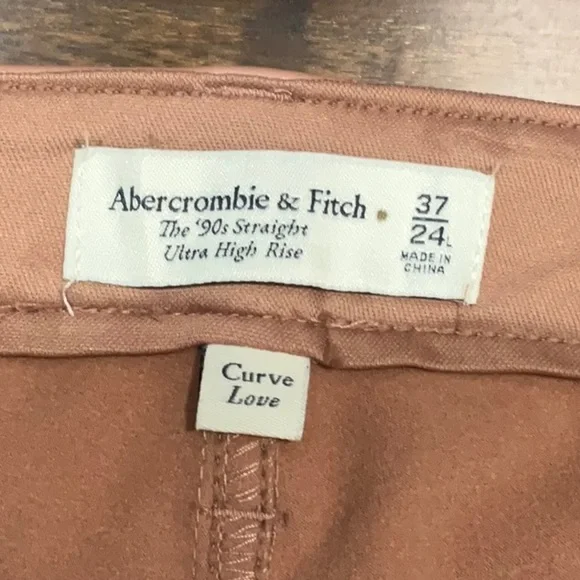 Abercrombie & Fitch
The '90s Straight
Ultra High Rise
37
24L
MADE IN
CHINA
Curve
Love